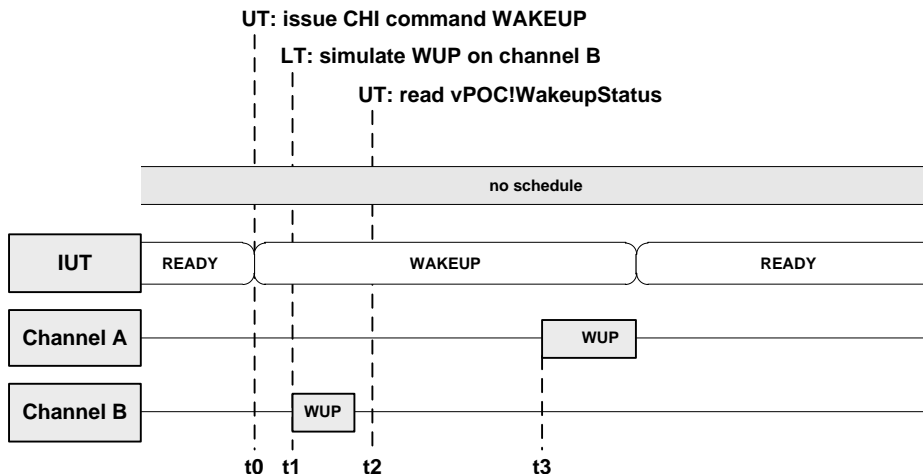 UT: issue CHI command WAKEUP
LT: simulate WUP on channel B
UT: read vPOC!WakeupStatus
no schedule
IUT READY WAKEUP READY
Channel A WUP
Channel B WUP
t0 t1 t2 t3